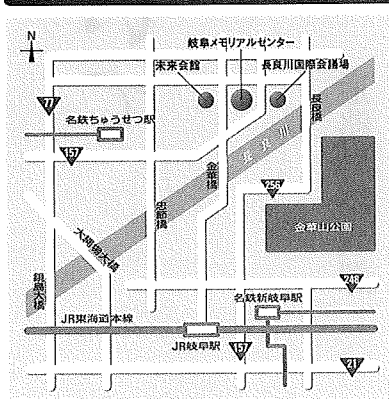 N
岐阜メモリアルセンター
未来会館
長良川国際会議場
77
名鉄ちゅうせつ駅
151
長良橋
長良川
金華橋
忠節橋
256
金華山公園
大縄場大橋
鏡島大橋
248
名鉄新岐阜駅
JR東海道本線
JR岐阜駅
157
21